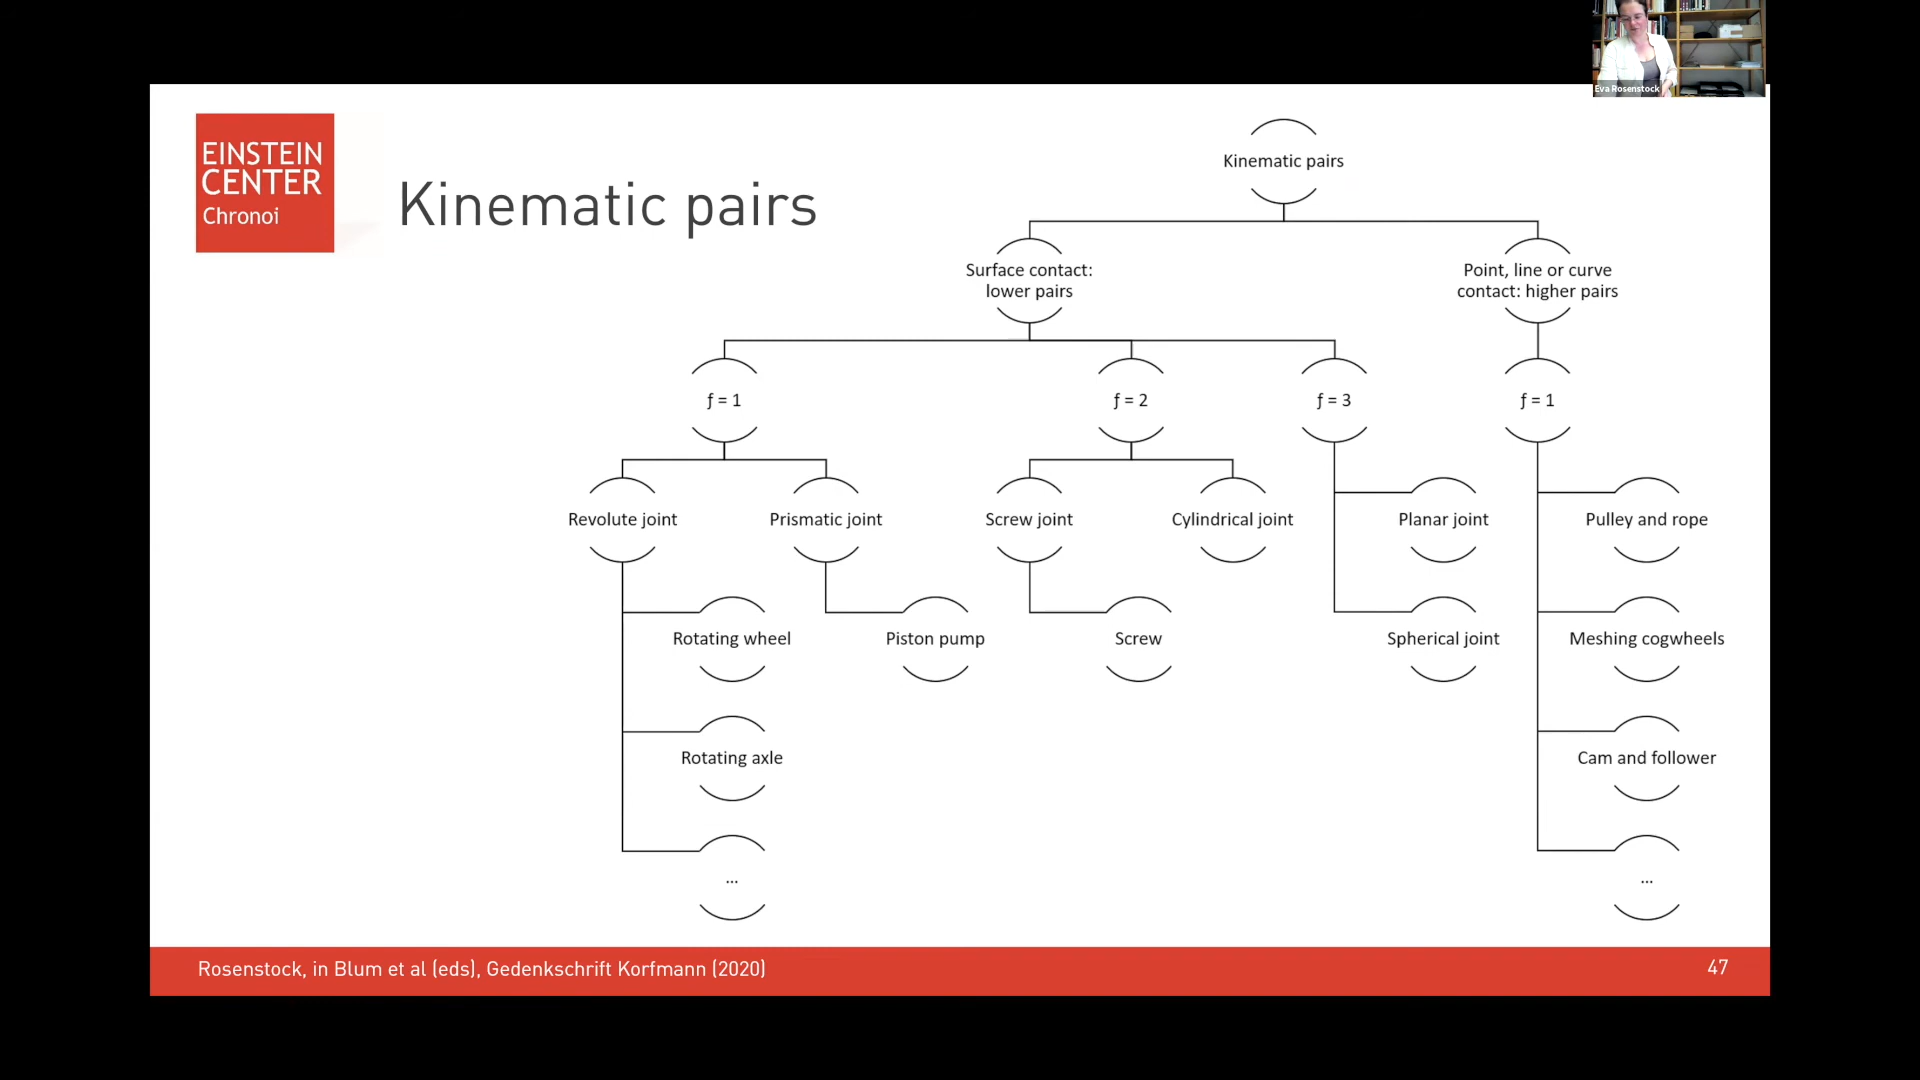 Eva Rosenstock
EINSTEIN
CENTER
Chronoi
Kinematic pairs
Kinematic pairs
Surface contact:
lower pairs
Point, line or curve
contact: higher pairs
ƒ = 1
ƒ = 2
ƒ = 3
ƒ = 1
Revolute joint
Prismatic joint
Screw joint
Cylindrical joint
Planar joint
Pulley and rope
Rotating wheel
Piston pump
Screw
Spherical joint
Meshing cogwheels
Rotating axle
Cam and follower
...
...
Rosenstock, in Blum et al (eds), Gedenkschrift Korfmann (2020)
47